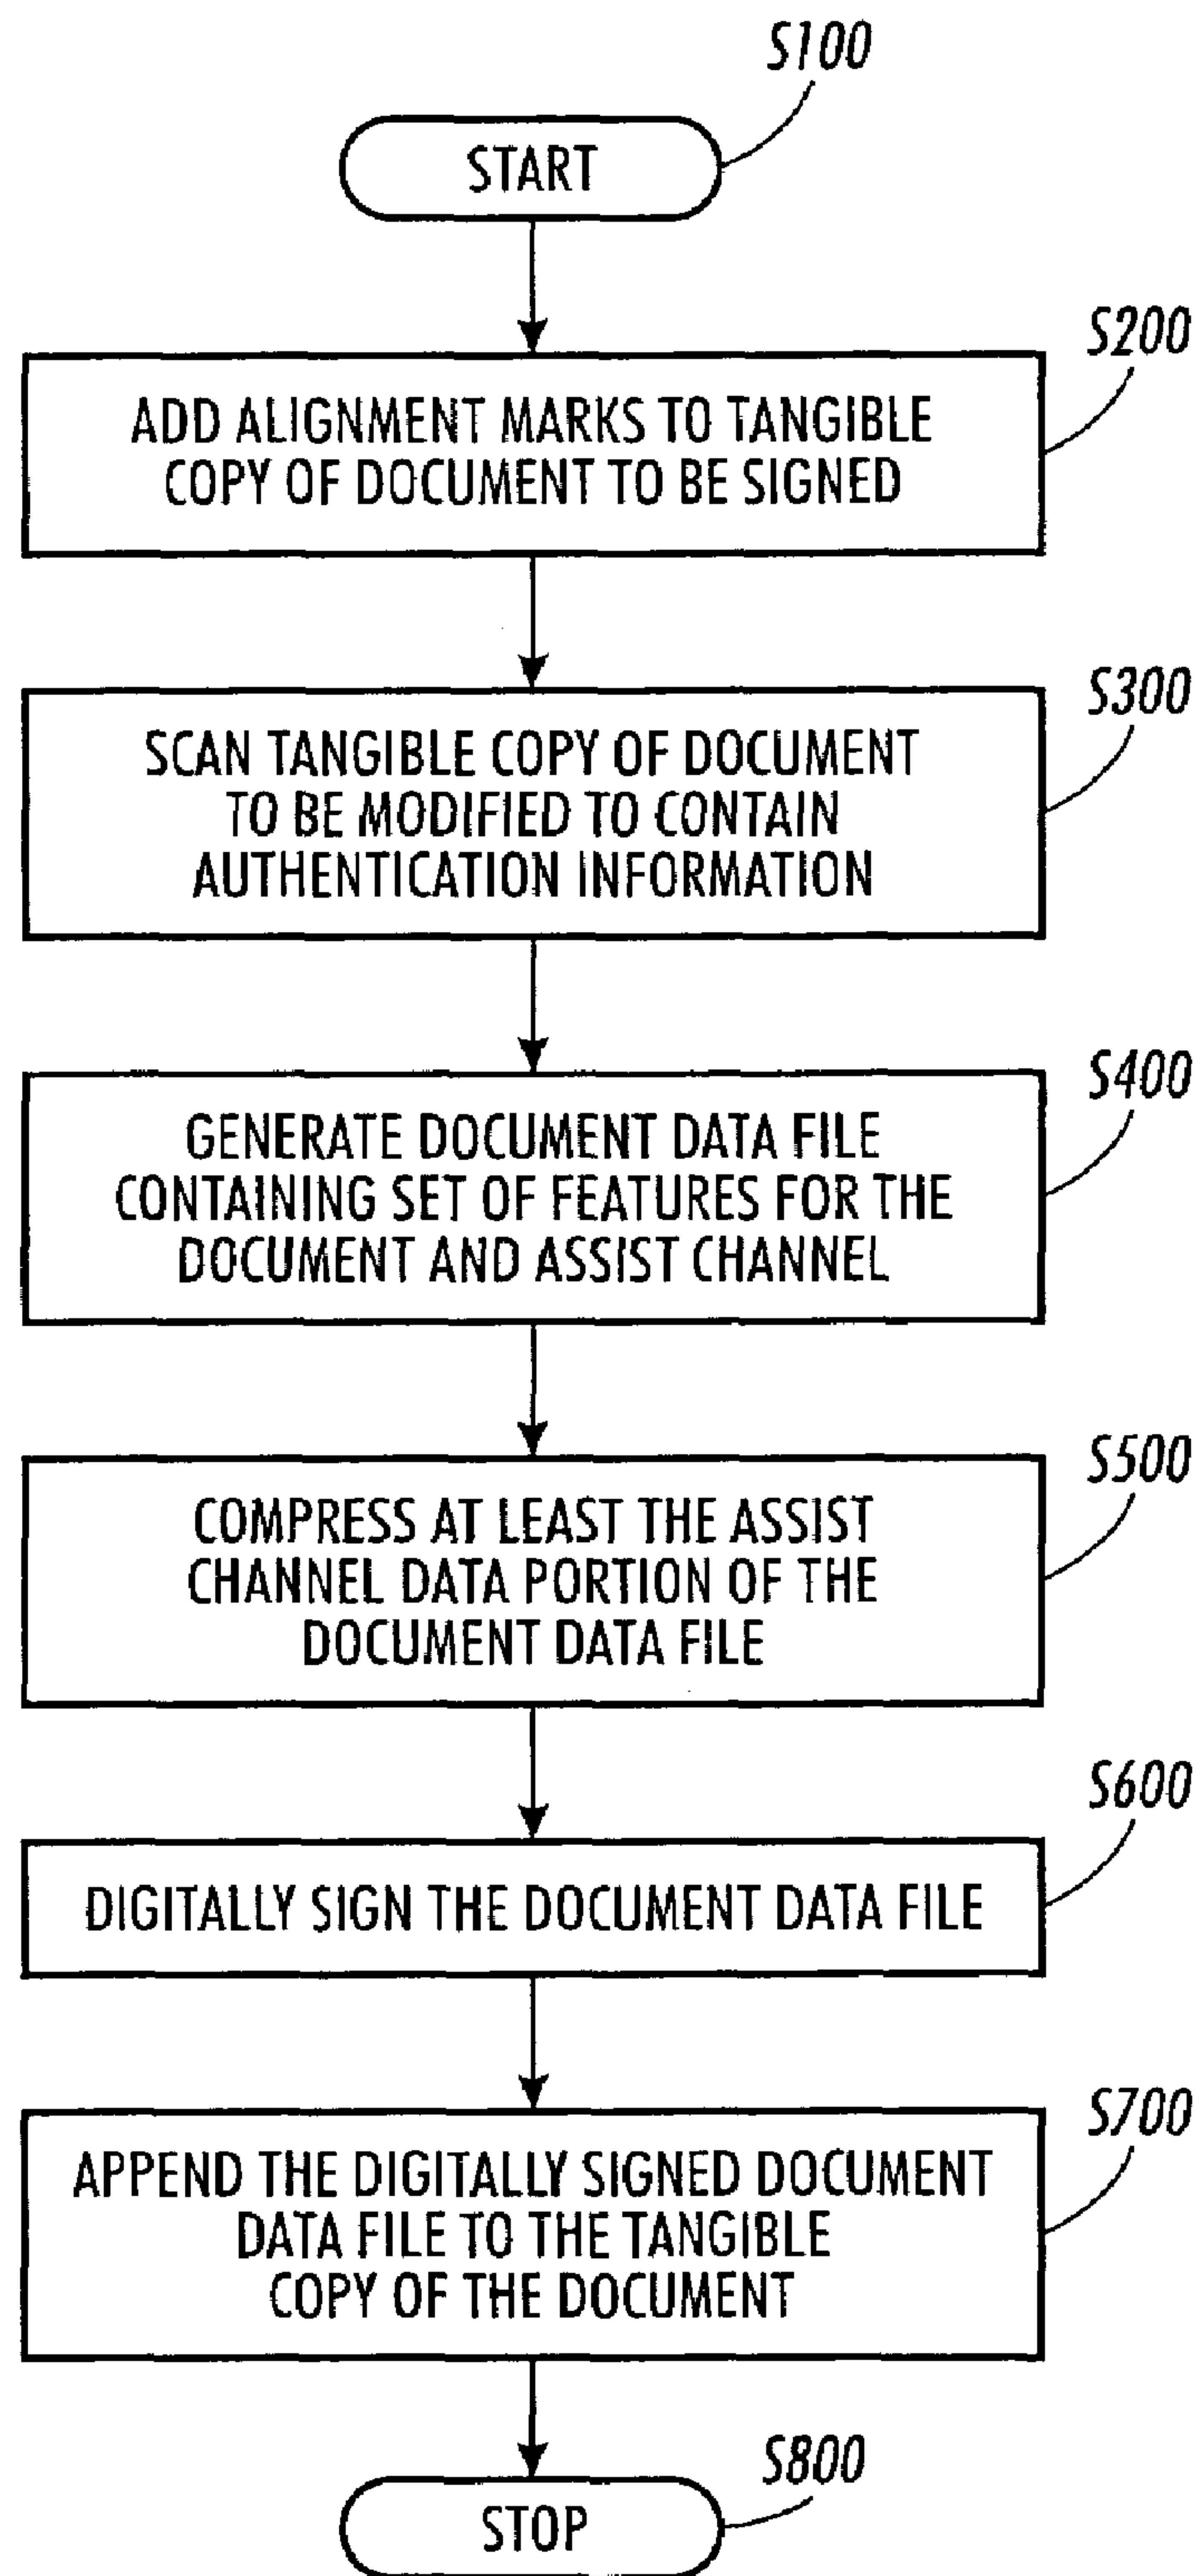 S100
START
S200
ADD ALIGNMENT MARKS TO TANGIBLE
COPY OF DOCUMENT TO BE SIGNED
S300
SCAN TANGIBLE COPY OF DOCUMENT
TO BE MODIFIED TO CONTAIN
AUTHENTICATION INFORMATION
S400
GENERATE DOCUMENT DATA FILE
CONTAINING SET OF FEATURES FOR THE
DOCUMENT AND ASSIST CHANNEL
S500
COMPRESS AT LEAST THE ASSIST
CHANNEL DATA PORTION OF THE
DOCUMENT DATA FILE
S600
DIGITALLY SIGN THE DOCUMENT DATA FILE
S700
APPEND THE DIGITALLY SIGNED DOCUMENT
DATA FILE TO THE TANGIBLE
COPY OF THE DOCUMENT
S800
STOP